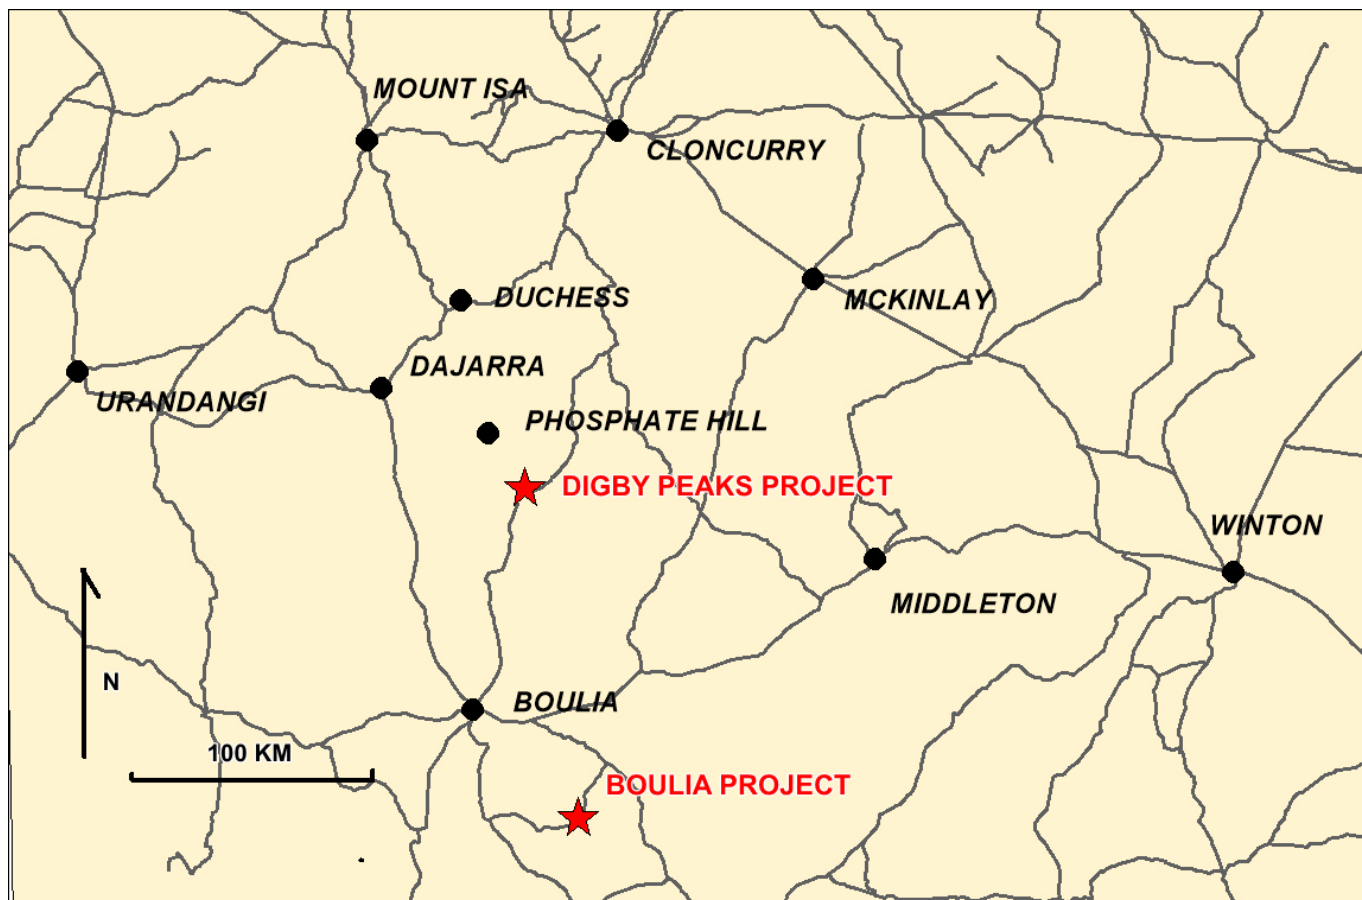 MOUNT ISA
CLONCURRY
DUCHESS
MCKINLAY
DAJARRA
URANDANGI
PHOSPHATE HILL
DIGBY PEAKS PROJECT
WINTON
MIDDLETON
N
BOULIA
100 KM
BOULIA PROJECT